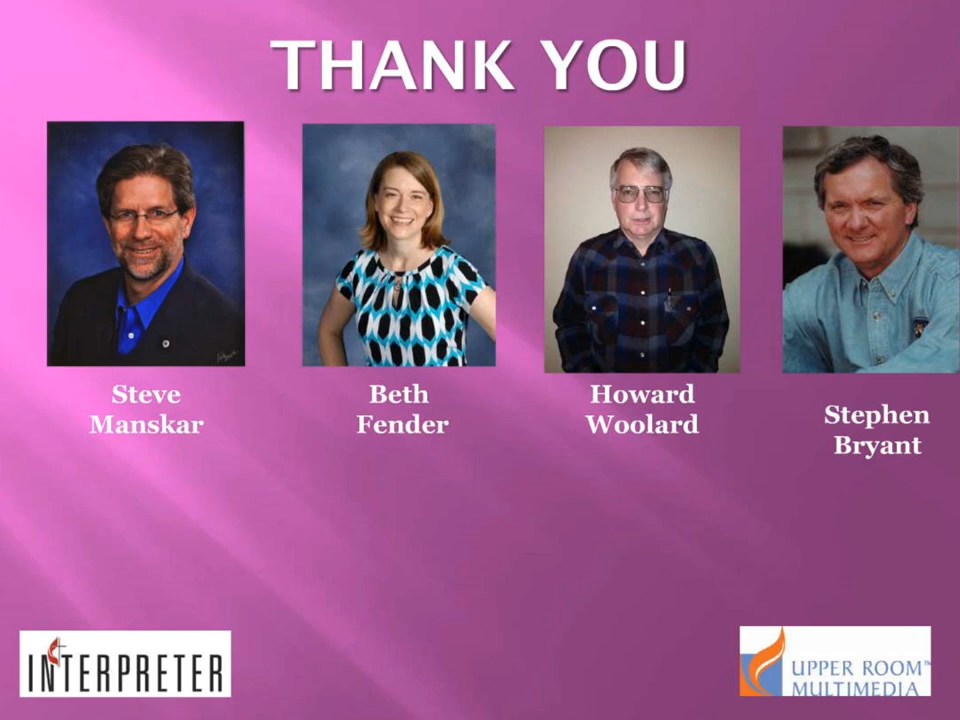 THANK YOU
Steve
Manskar
Beth
Fender
Howard
Woolard
Stephen
Bryant
INTERPRETER
UPPER ROOM™
MULTIMEDIA